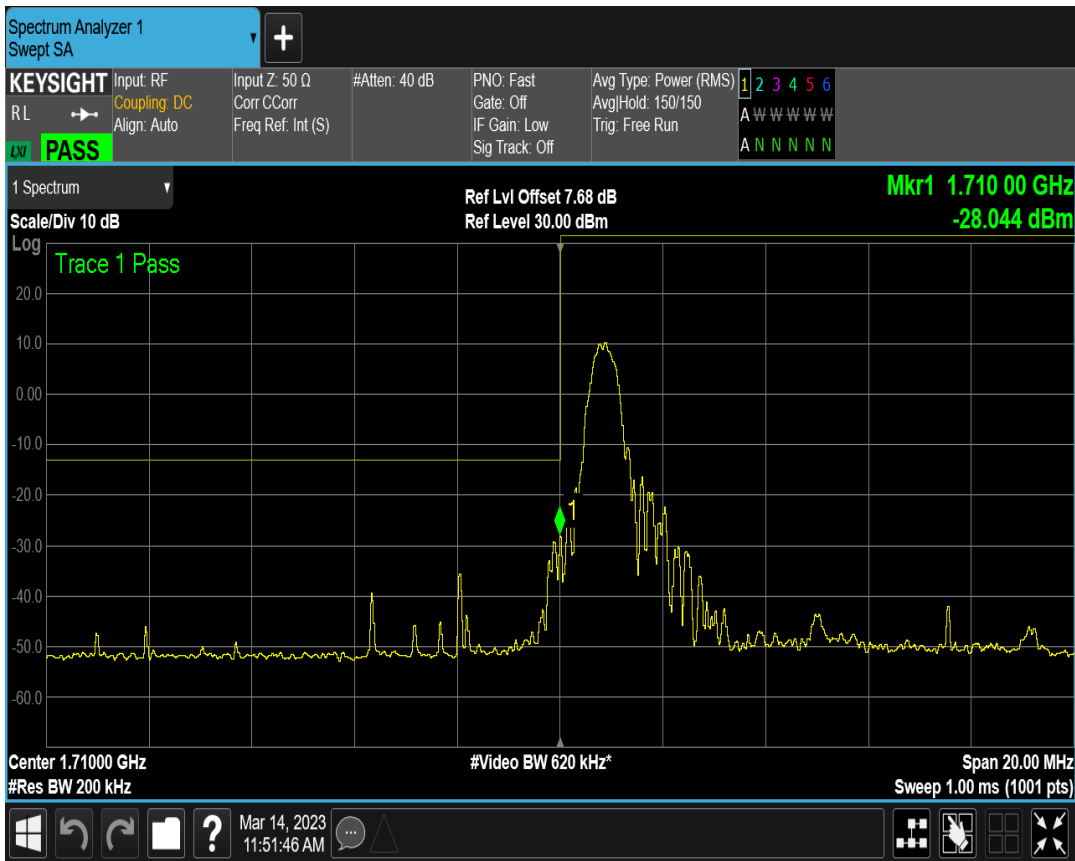 Spectrum Analyzer 1
Swept SA
+
KEYSIGHT
R L
LXI PASS
Input: RF
Coupling: DC
Align: Auto
Input Z: 50 Ω
Corr CCorr
Freq Ref: Int (S)
#Atten: 40 dB
PNO: Fast
Gate: Off
IF Gain: Low
Sig Track: Off
Avg Type: Power (RMS)
Avg|Hold: 150/150
Trig: Free Run
1 2 3 4 5 6
A W W W W W
A N N N N N
1 Spectrum
Scale/Div 10 dB
Ref Lvl Offset 7.68 dB
Ref Level 30.00 dBm
Mkr1 1.710 00 GHz
-28.044 dBm
Log
Trace 1 Pass
20.0
10.0
0.00
-10.0
-20.0
-30.0
-40.0
-50.0
-60.0
1
Center 1.71000 GHz
#Res BW 200 kHz
#Video BW 620 kHz*
Span 20.00 MHz
Sweep 1.00 ms (1001 pts)
?
Mar 14, 2023
11:51:46 AM